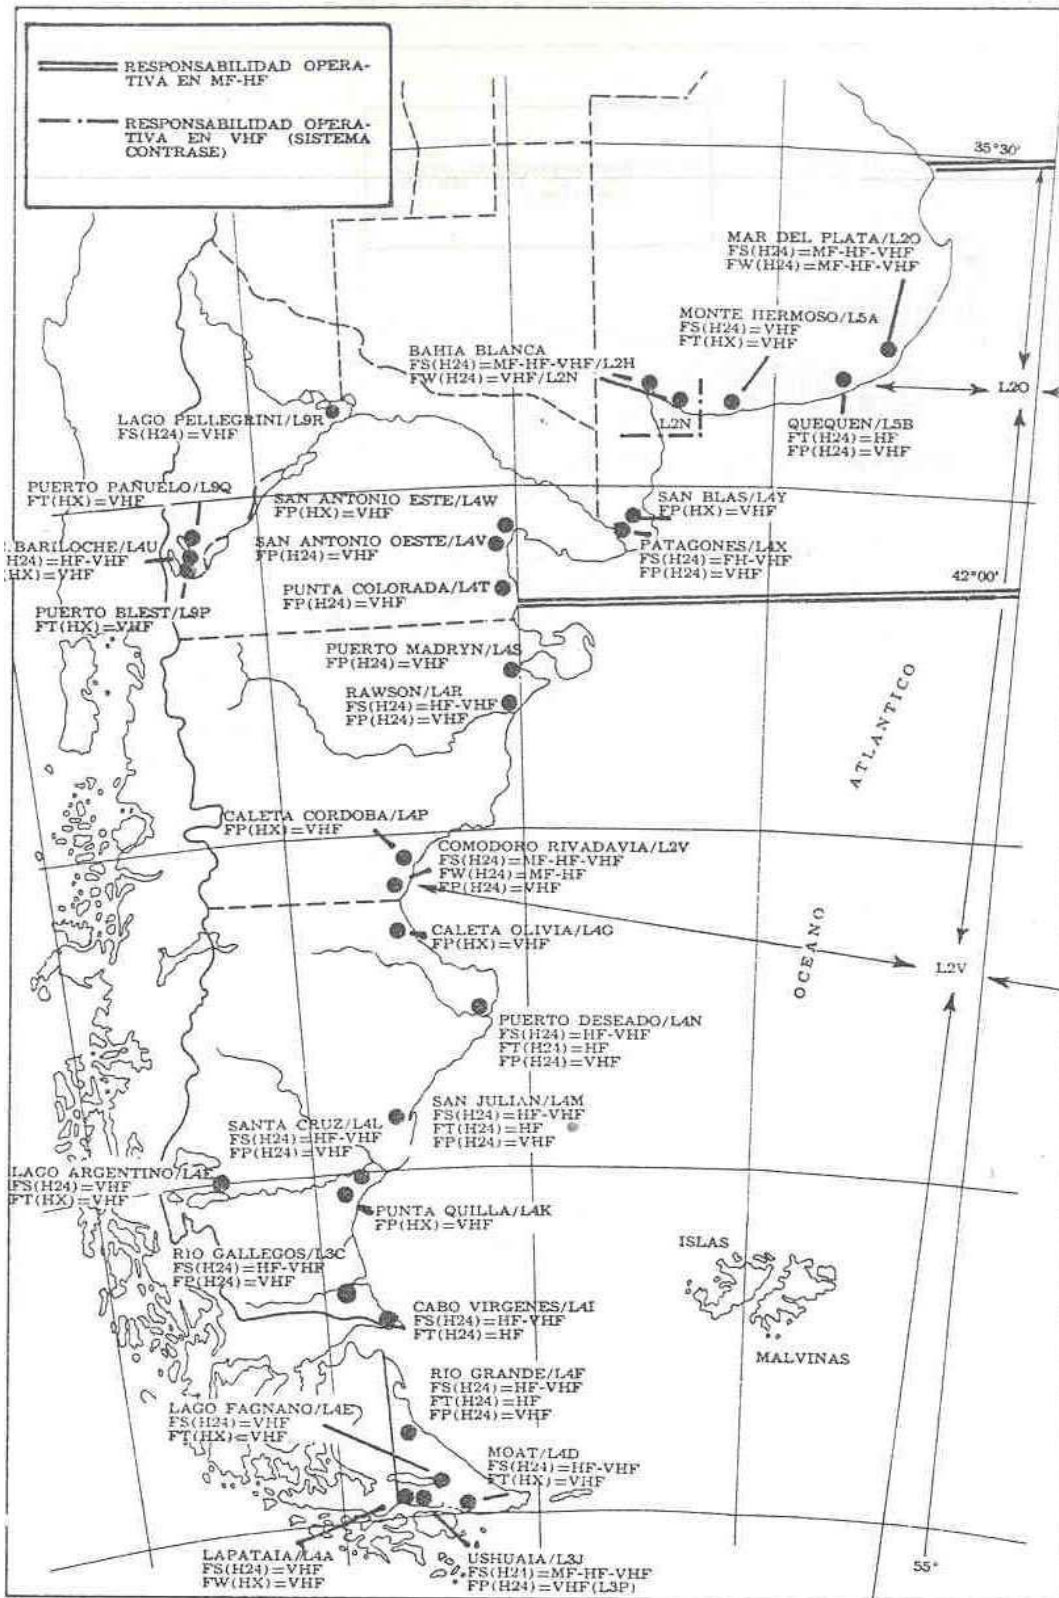 RESPONSABILIDAD OPERA-
TIVA EN MF-HF
RESPONSABILIDAD OPERA-
TIVA EN VHF (SISTEMA
CONTRASE)
35°30'
MAR DEL PLATA/L2O
FS(H24)=MF-HF-VHF
FW(H24)=MF-HF-VHF
MONTE HERMOSO/L5A
FS(H24)=VHF
FT(HX)=VHF
BAHIA BLANCA
FS(H24)=MF-HF-VHF/L2H
FW(H24)=VHF/L2N
L2O
L2N
LAGO PELLEGRINI/L9R
FS(H24)=VHF
QUEQUEN/L5B
FT(H24)=HF
FP(H24)=VHF
PUERTO PAÑUELO/L9Q
FT(HX)=VHF
SAN ANTONIO ESTE/L4W
FP(HX)=VHF
SAN BLAS/L4Y
FP(HX)=VHF
BARILOCHE/L4U
H24)=HF-VHF
(HX)=VHF
SAN ANTONIO OESTE/L4V
FP(H24)=VHF
PATAGONES/L4X
FS(H24)=FH-VHF
FP(H24)=VHF
42°00'
PUNTA COLORADA/L4T
FP(H24)=VHF
PUERTO BLEST/L9P
FT(HX)=VHF
PUERTO MADRYN/L4S
FP(H24)=VHF
RAWSON/L4R
FS(H24)=HF-VHF
FP(H24)=VHF
ATLANTICO
CALETA CORDOBA/L4P
FP(HX)=VHF
COMODORO RIVADAVIA/L2V
FS(H24)=MF-HF-VHF
FW(H24)=MF-HF
FP(H24)=VHF
OCEANO
CALETA OLIVIA/L4G
FP(HX)=VHF
L2V
PUERTO DESEADO/L4N
FS(H24)=HF-VHF
FT(H24)=HF
FP(H24)=VHF
SAN JULIAN/L4M
FS(H24)=HF-VHF
FT(H24)=HF
FP(H24)=VHF
SANTA CRUZ/L4L
FS(H24)=HF-VHF
FP(H24)=VHF
LAGO ARGENTINO/L4E
FS(H24)=VHF
FT(HX)=VHF
PUNTA QUILLA/L4K
FP(HX)=VHF
RIO GALLEGOS/L3C
FS(H24)=HF-VHF
FP(H24)=VHF
ISLAS
MALVINAS
CABO VIRGENES/L4I
FS(H24)=HF-VHF
FT(H24)=HF
RIO GRANDE/L4F
FS(H24)=HF-VHF
FT(H24)=HF
FP(H24)=VHF
LAGO FAGNANO/L4E
FS(H24)=VHF
FT(HX)=VHF
MOAT/L4D
FS(H24)=HF-VHF
FT(HX)=VHF
LAPATAIA/L4A
FS(H24)=VHF
FW(HX)=VHF
USHUAIA/L3J
FS(H24)=MF-HF-VHF
FP(H24)=VHF(L3P)
55°